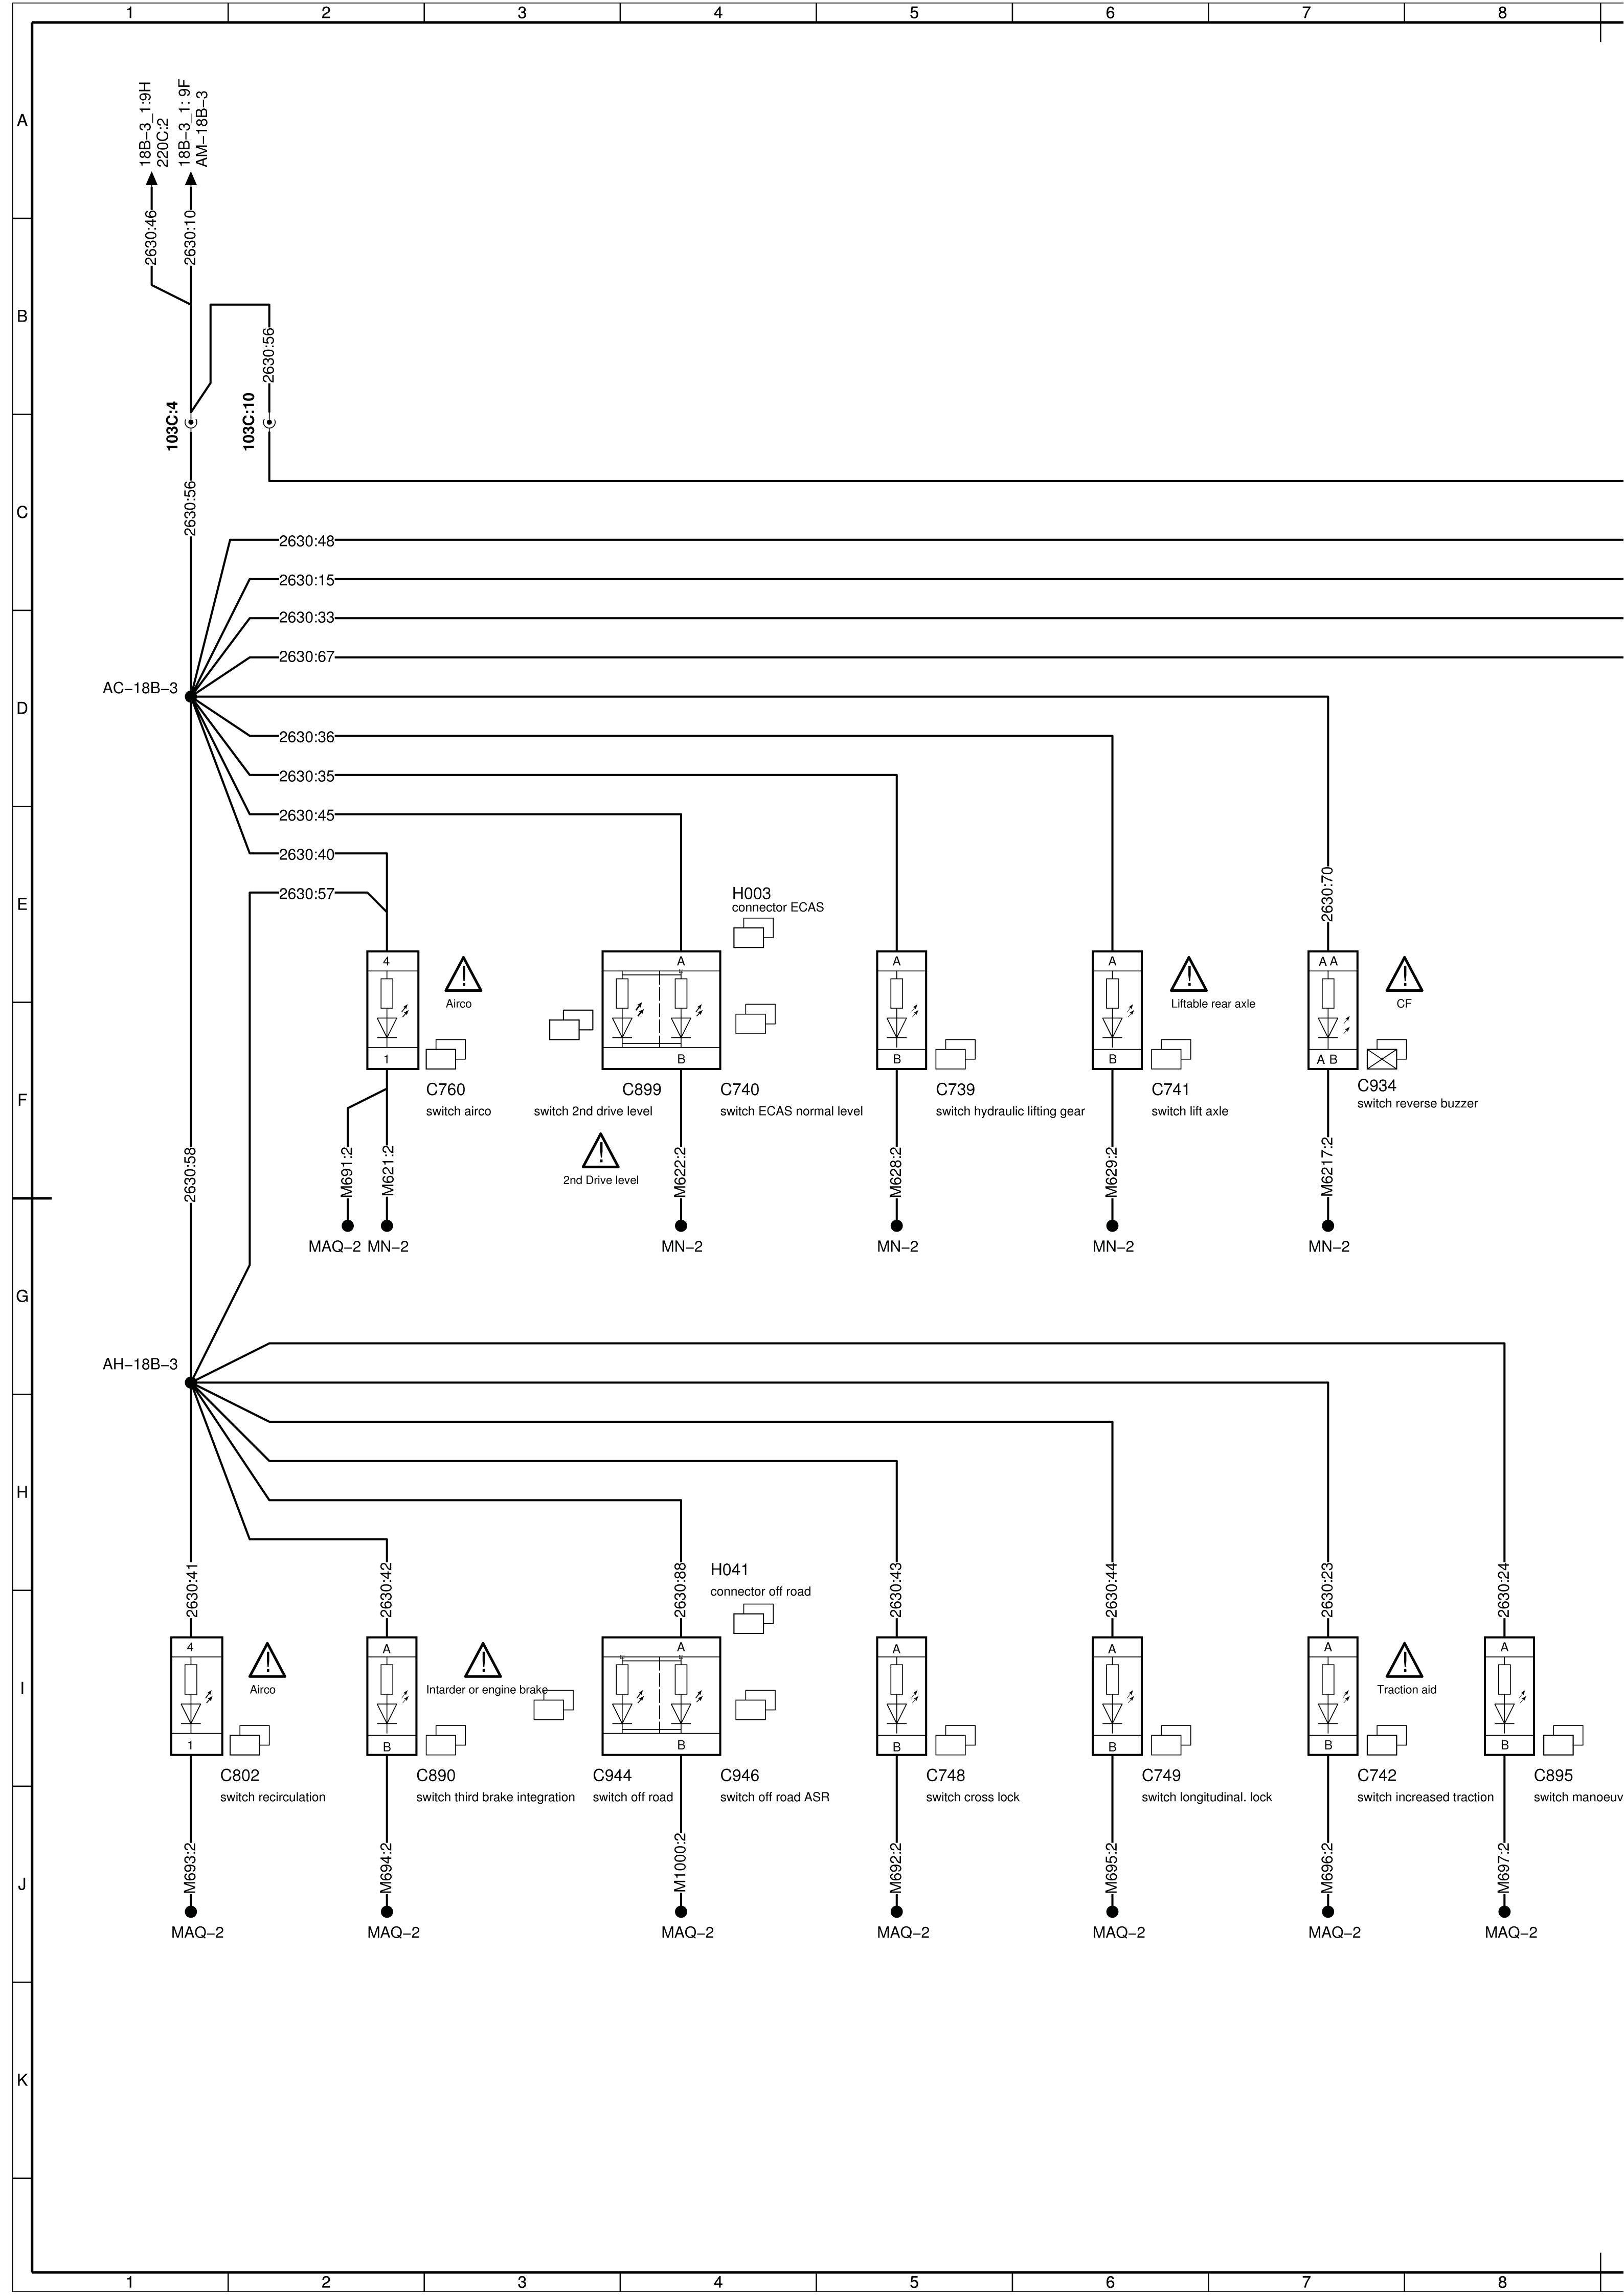 1 2 3 4 5 6 7 8
A
18B−3_1:9H
220C:2
18B−3_1: 9F
AM−18B−3
2630:46
2630:10
B
2630:56
103C:4
103C:10
C
2630:56
2630:48
2630:15
2630:33
2630:67
AC−18B−3
D
2630:36
2630:35
2630:45
2630:40
2630:57
E
H003
connector ECAS
2630:70
4
A
A
A
A A
Airco
Liftable rear axle
CF
1
B
B
B
A B
F
C760
switch airco
C899
switch 2nd drive level
C740
switch ECAS normal level
C739
switch hydraulic lifting gear
C741
switch lift axle
C934
switch reverse buzzer
2nd Drive level
2630:58
M691:2
M621:2
M622:2
M628:2
M629:2
M6217:2
MAQ−2 MN−2
MN−2
MN−2
MN−2
MN−2
G
AH−18B−3
H
2630:41
2630:42
2630:88
2630:43
2630:44
2630:23
2630:24
H041
connector off road
4
A
A
A
A
A
A
I
Airco
Intarder or engine brake
Traction aid
1
B
B
B
B
B
B
C802
switch recirculation
C890
switch third brake integration
C944
switch off road
C946
switch off road ASR
C748
switch cross lock
C749
switch longitudinal. lock
C742
switch increased traction
C895
switch manoeuv
J
M693:2
M694:2
M1000:2
M692:2
M695:2
M696:2
M697:2
MAQ−2
MAQ−2
MAQ−2
MAQ−2
MAQ−2
MAQ−2
MAQ−2
K
1 2 3 4 5 6 7 8